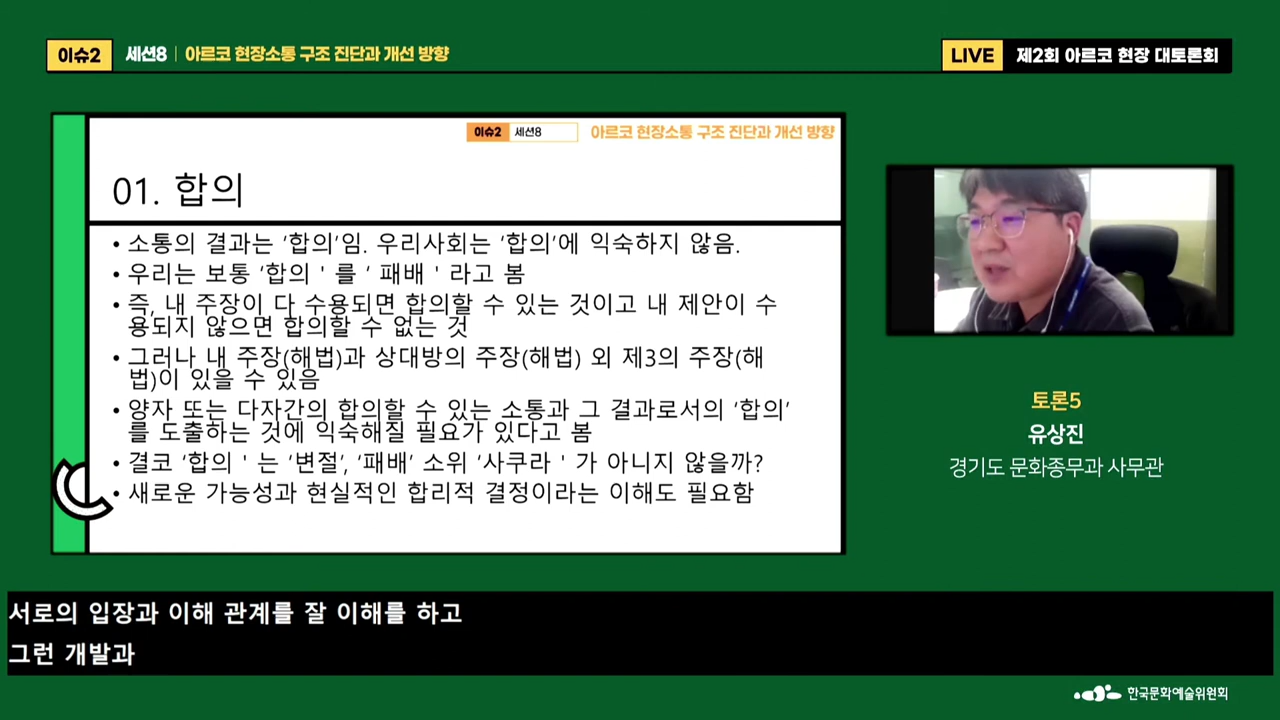 이슈2 세션8 | 아르코 현장소통 구조 진단과 개선 방향
LIVE 제2회 아르코 현장 대토론회
이슈2 세션8 아르코 현장소통 구조 진단과 개선 방향
01. 합의
• 소통의 결과는 ‘합의’임. 우리사회는 ‘합의’에 익숙하지 않음.
• 우리는 보통 ‘합의 ' 를 ‘ 패배 ' 라고 봄
• 즉, 내 주장이 다 수용되면 합의할 수 있는 것이고 내 제안이 수
용되지 않으면 합의할 수 없는 것
• 그러나 내 주장(해법)과 상대방의 주장(해법) 외 제3의 주장(해
법)이 있을 수 있음
• 양자 또는 다자간의 합의할 수 있는 소통과 그 결과로서의 ‘합의’
를 도출하는 것에 익숙해질 필요가 있다고 봄
• 결코 ‘합의 ' 는 ‘변절’, ‘패배’ 소위 ‘사쿠라 ' 가 아니지 않을까?
• 새로운 가능성과 현실적인 합리적 결정이라는 이해도 필요함
토론5
유상진
경기도 문화종무과 사무관
서로의 입장과 이해 관계를 잘 이해를 하고
그런 개발과
한국문화예술위원회